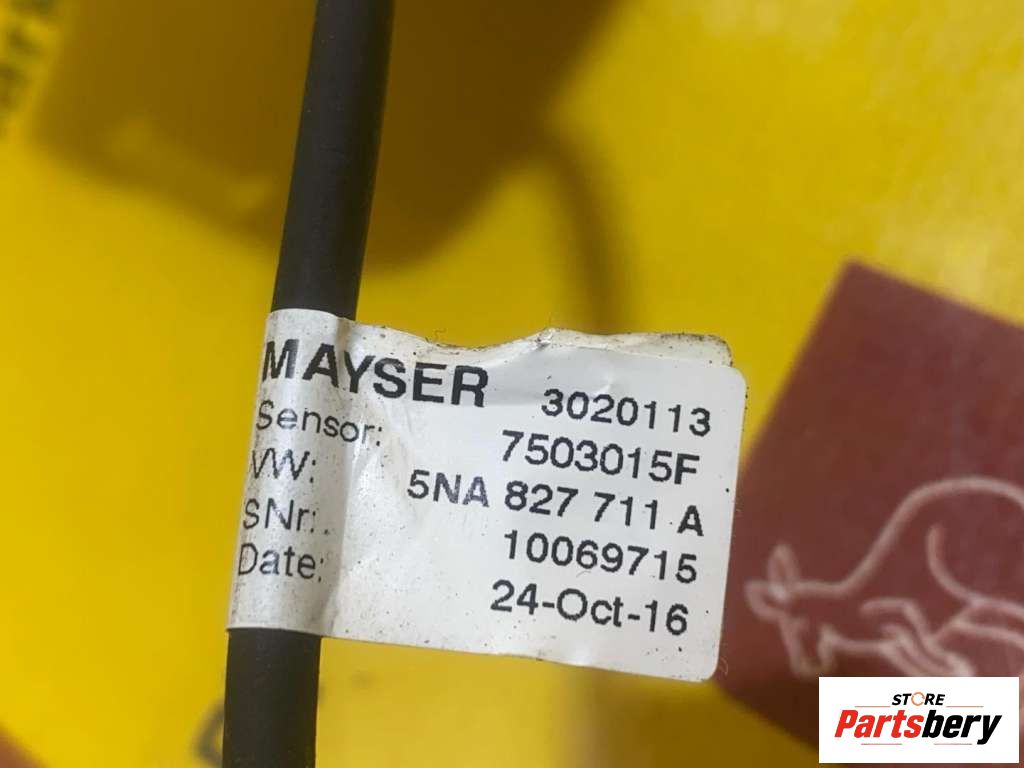 MAYSER 3020113
Sensor: 7503015F
VW: 5NA 827 711 A
SNr:. 10069715
Date: 24-Oct-16
STORE
Partsbery